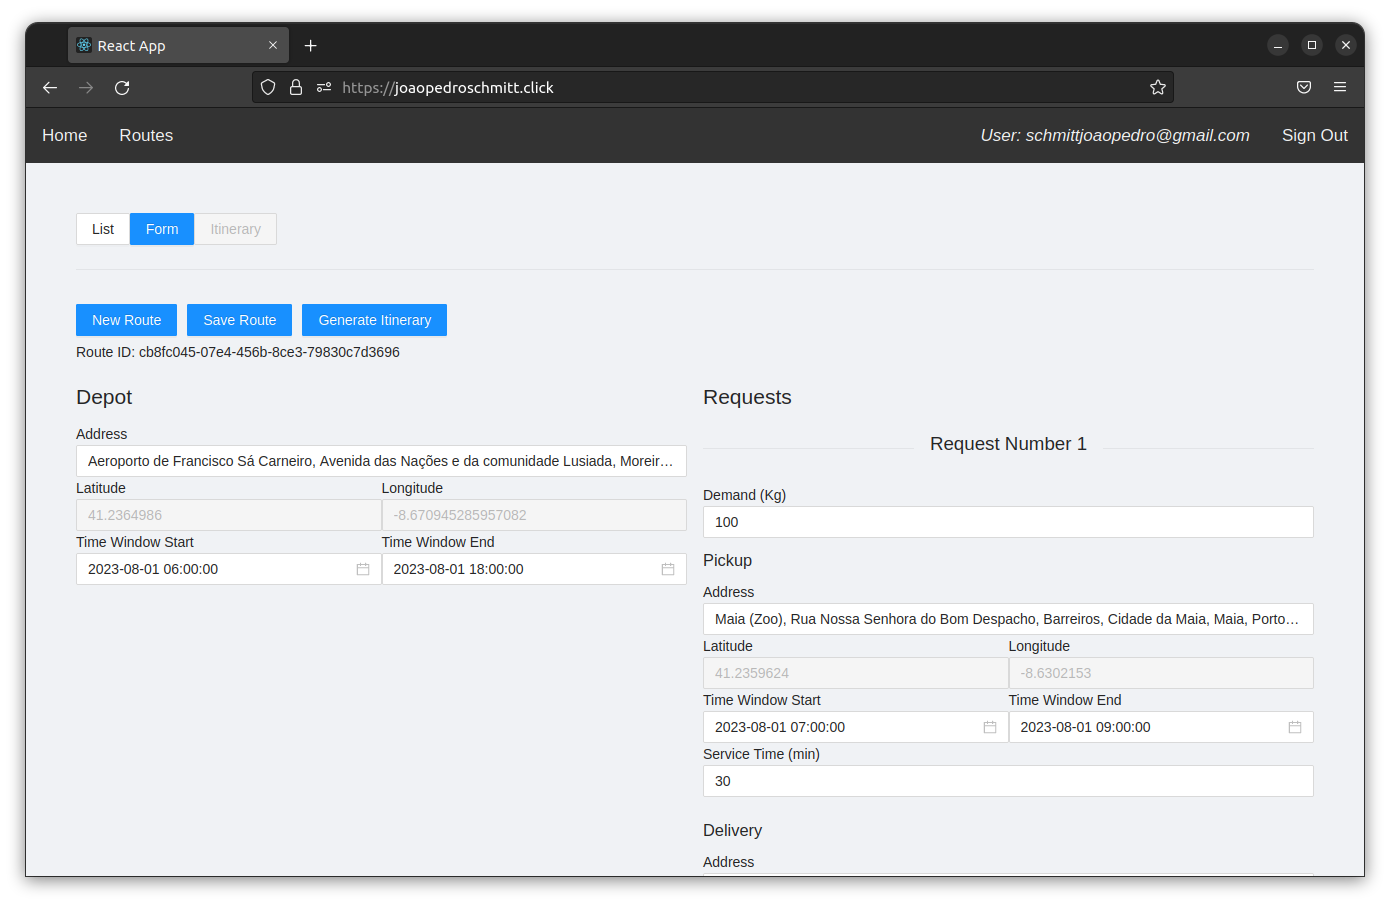 React App
https://joaopedroschmitt.click
Home Routes User: schmittjoaopedro@gmail.com Sign Out
List Form Itinerary
New Route Save Route Generate Itinerary
Route ID: cb8fc045-07e4-456b-8ce3-79830c7d3696
Depot
Address
Aeroporto de Francisco Sá Carneiro, Avenida das Nações e da comunidade Lusiada, Moreir...
Latitude Longitude
41.2364986 -8.670945285957082
Time Window Start Time Window End
2023-08-01 06:00:00 2023-08-01 18:00:00
Requests
Request Number 1
Demand (Kg)
100
Pickup
Address
Maia (Zoo), Rua Nossa Senhora do Bom Despacho, Barreiros, Cidade da Maia, Maia, Porto...
Latitude Longitude
41.2359624 -8.6302153
Time Window Start Time Window End
2023-08-01 07:00:00 2023-08-01 09:00:00
Service Time (min)
30
Delivery
Address